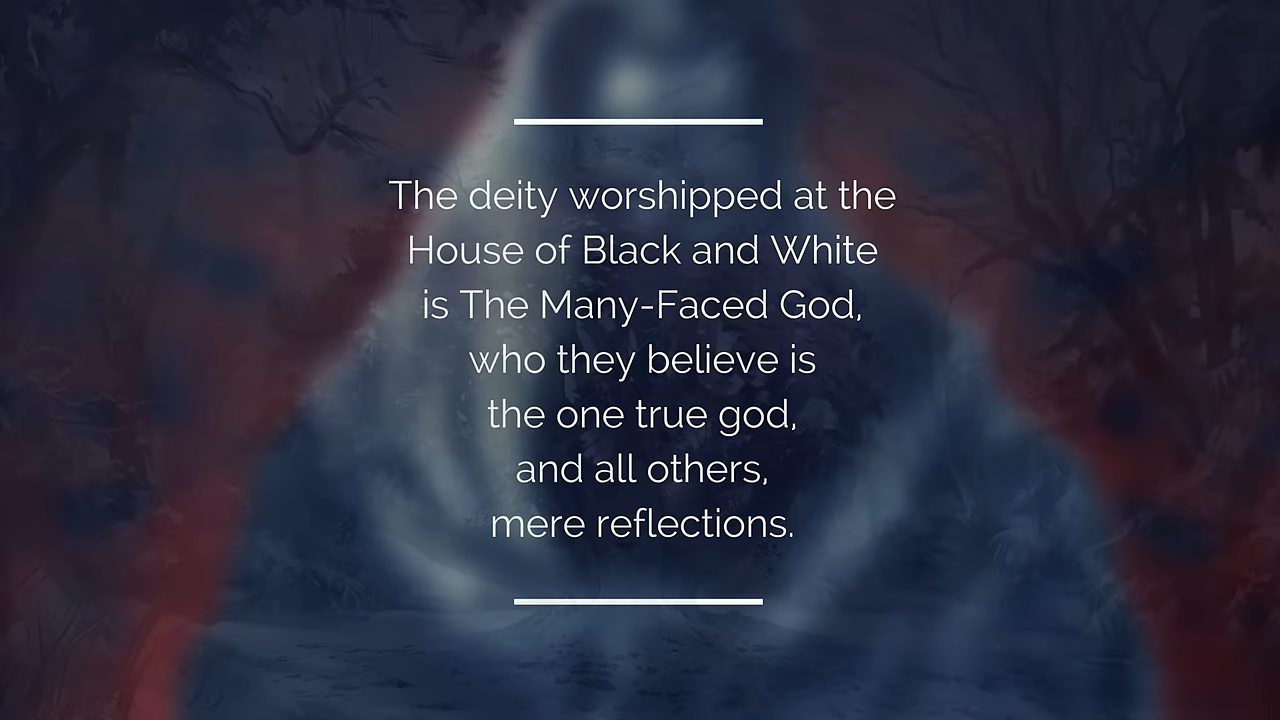 The deity worshipped at the
House of Black and White
is The Many-Faced God,
who they believe is
the one true god,
and all others,
mere reflections.